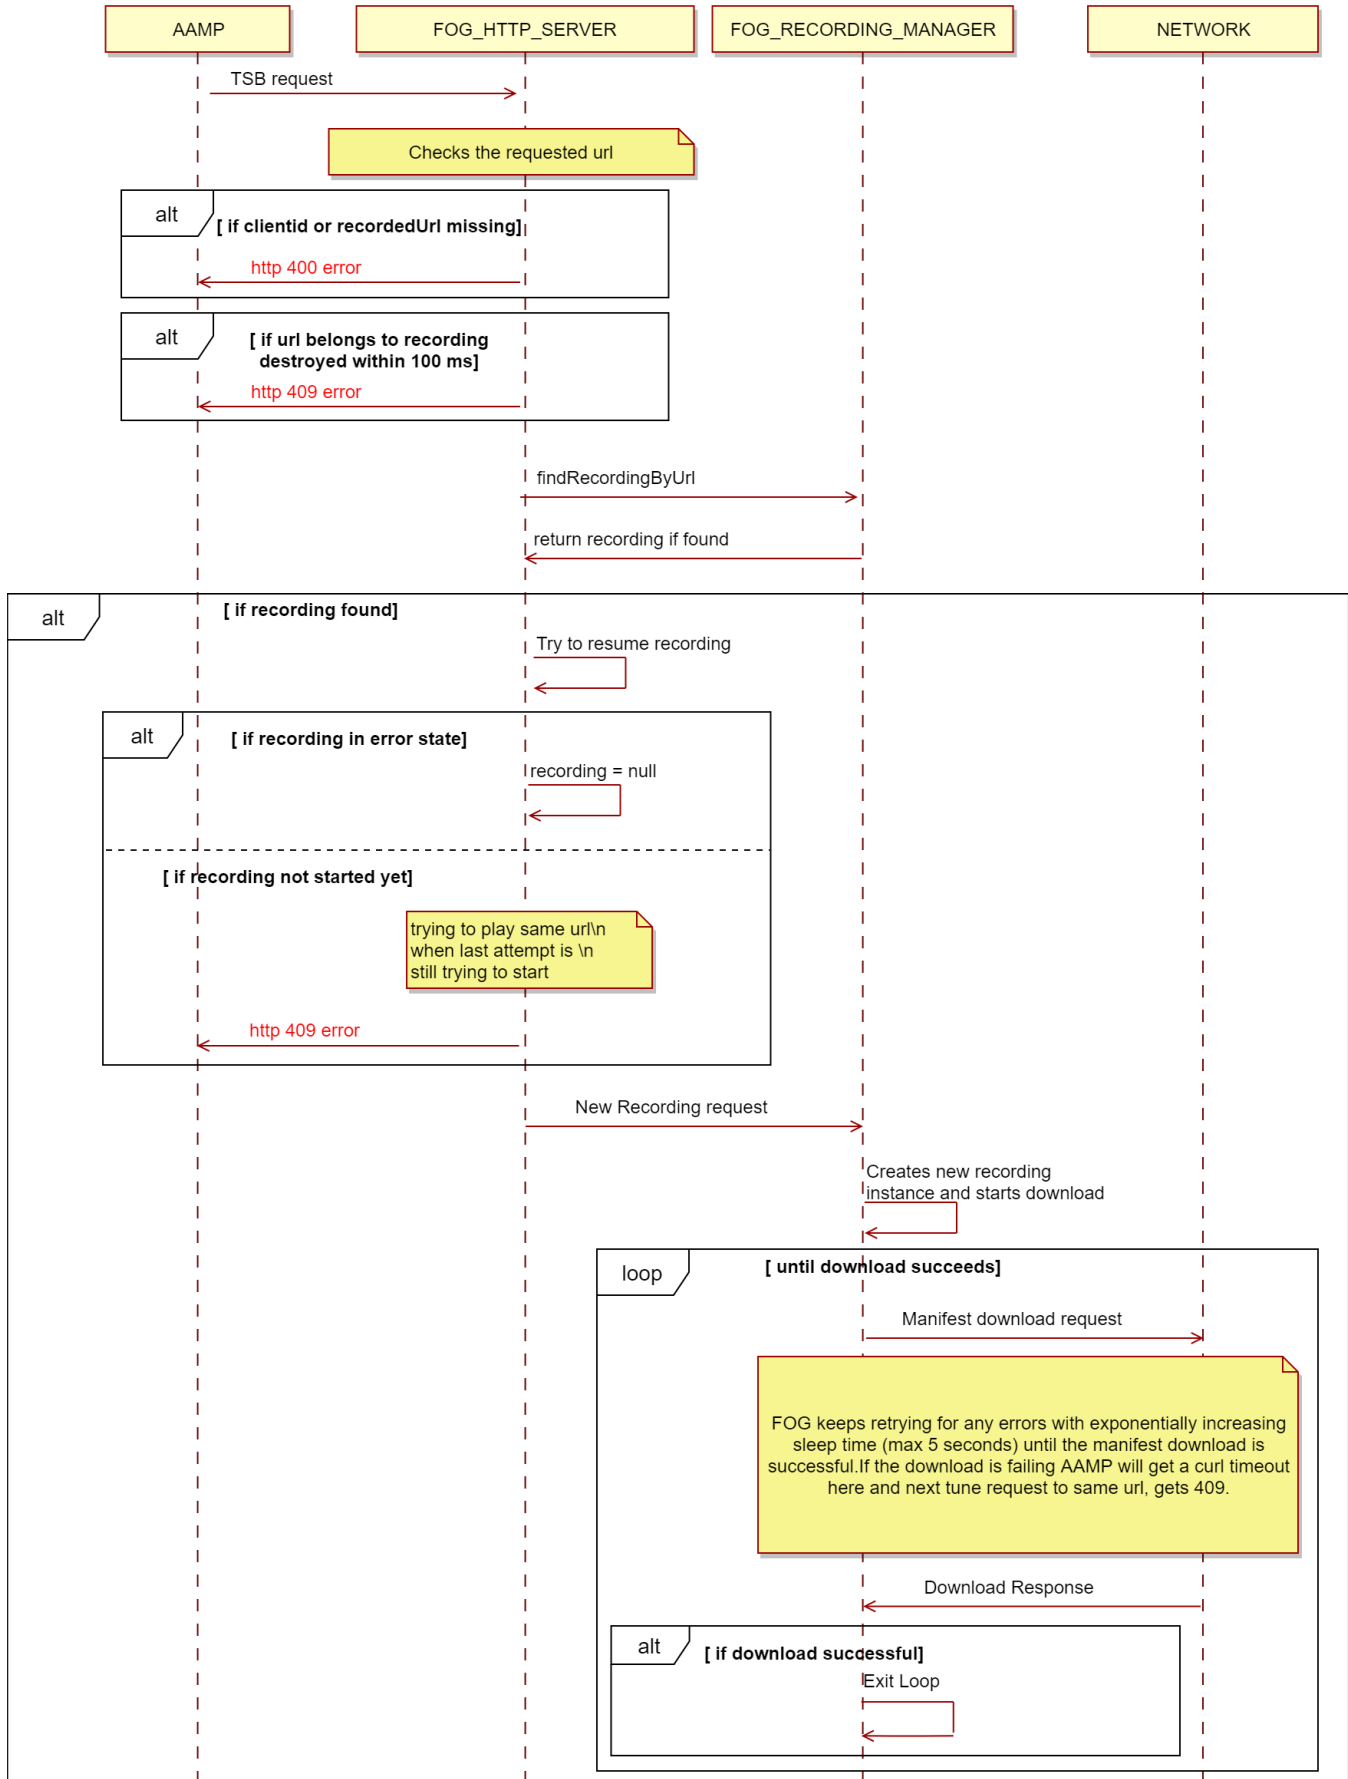 AAMP
FOG_HTTP_SERVER
FOG_RECORDING_MANAGER
NETWORK
TSB request
Checks the requested url
alt
[ if clientid or recordedUrl missing]
http 400 error
alt
[ if url belongs to recording
destroyed within 100 ms]
http 409 error
findRecordingByUrl
return recording if found
alt
[ if recording found]
Try to resume recording
alt
[ if recording in error state]
recording = null
[ if recording not started yet]
trying to play same url\n
when last attempt is \n
still trying to start
http 409 error
New Recording request
Creates new recording
instance and starts download
loop
[ until download succeeds]
Manifest download request
FOG keeps retrying for any errors with exponentially increasing
sleep time (max 5 seconds) until the manifest download is
successful.If the download is failing AAMP will get a curl timeout
here and next tune request to same url, gets 409.
Download Response
alt
[ if download successful]
Exit Loop